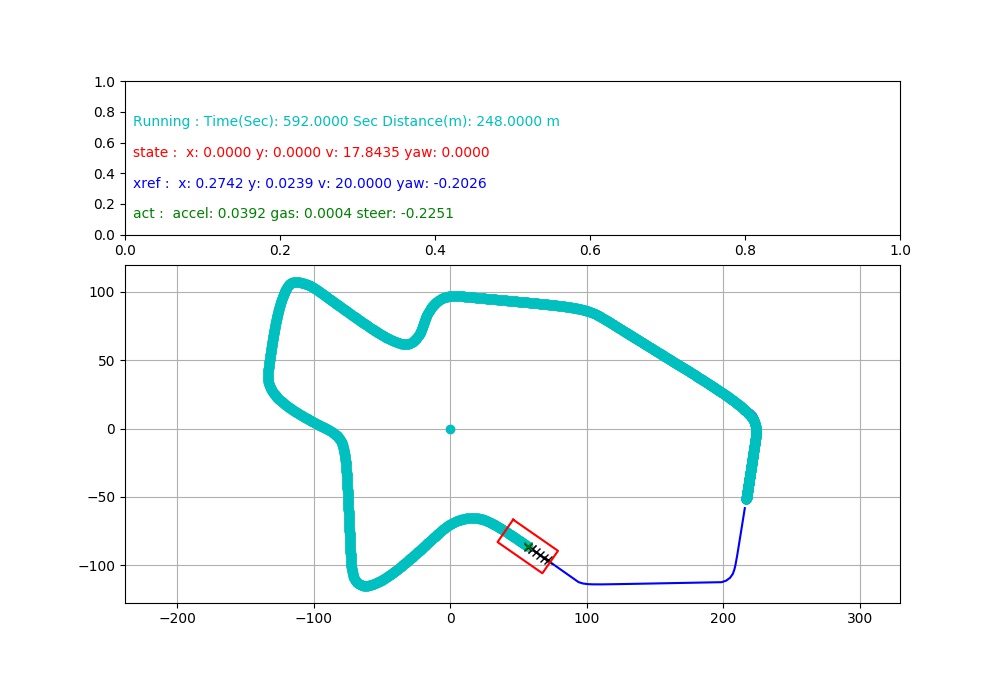 1.0
0.8
0.6
0.4
0.2
0.0
Running : Time(Sec): 592.0000 Sec Distance(m): 248.0000 m
state :  x: 0.0000 y: 0.0000 v: 17.8435 yaw: 0.0000
xref :  x: 0.2742 y: 0.0239 v: 20.0000 yaw: -0.2026
act :  accel: 0.0392 gas: 0.0004 steer: -0.2251
0.0 0.2 0.4 0.6 0.8 1.0
100
50
0
−50
−100
−200 −100 0 100 200 300